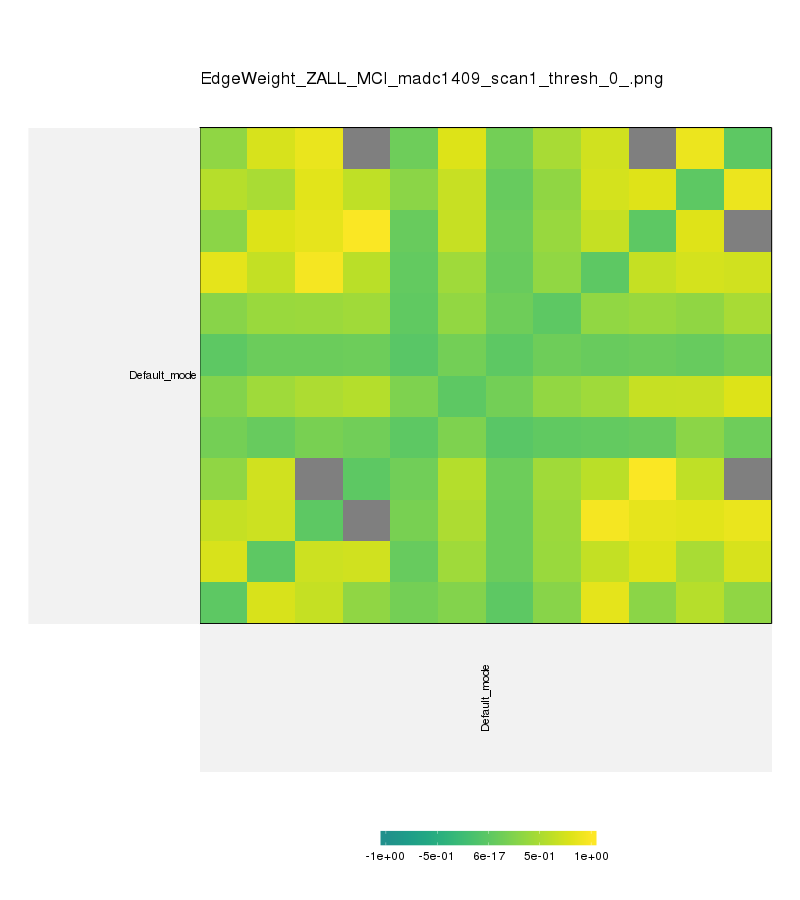 EdgeWeight_ZALL_MCI_madc1409_scan1_thresh_0_.png
Default_mode
Default_mode
-1e+00 -5e-01 6e-17 5e-01 1e+00